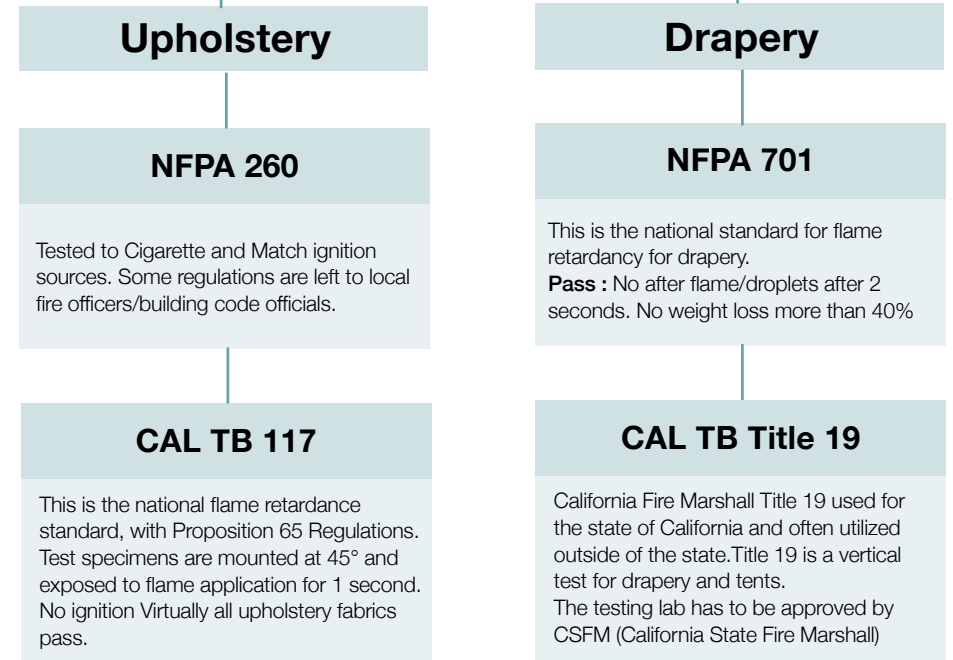 Upholstery
NFPA 260
Tested to Cigarette and Match ignition
sources. Some regulations are left to local
fire officers/building code officials.
CAL TB 117
This is the national flame retardance
standard, with Proposition 65 Regulations.
Test specimens are mounted at 45° and
exposed to flame application for 1 second.
No ignition Virtually all upholstery fabrics
pass.
Drapery
NFPA 701
This is the national standard for flame
retardancy for drapery.
Pass : No after flame/droplets after 2
seconds. No weight loss more than 40%
CAL TB Title 19
California Fire Marshall Title 19 used for
the state of California and often utilized
outside of the state.Title 19 is a vertical
test for drapery and tents.
The testing lab has to be approved by
CSFM (California State Fire Marshall)